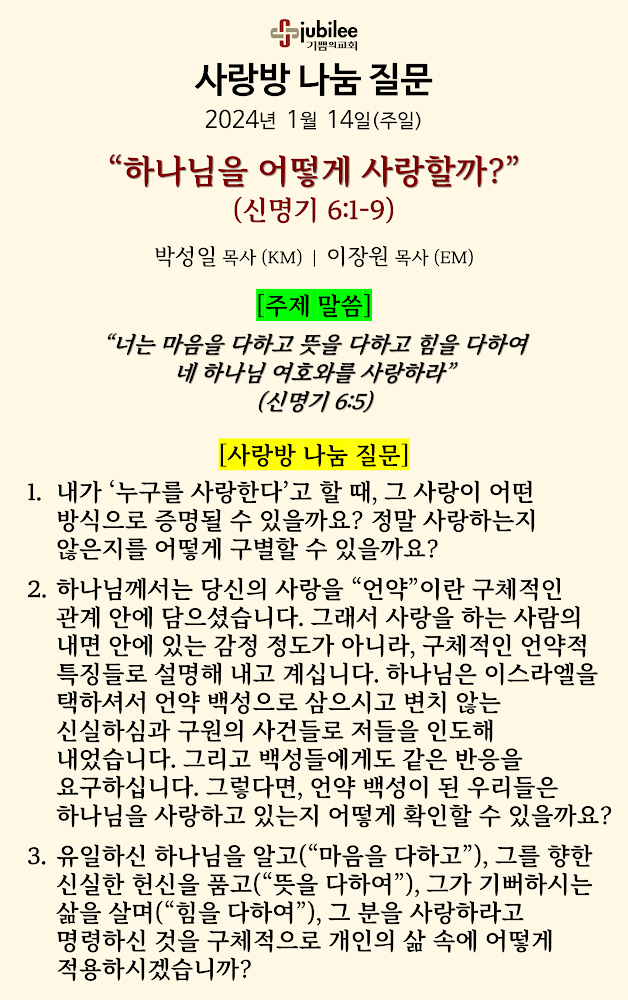 jubilee
기쁨의교회
사랑방 나눔 질문
2024년 1월 14일(주일)
“하나님을 어떻게 사랑할까?”
(신명기 6:1-9)
박성일 목사 (KM) | 이장원 목사 (EM)
[주제 말씀]
“너는 마음을 다하고 뜻을 다하고 힘을 다하여
네 하나님 여호와를 사랑하라”
(신명기 6:5)
[사랑방 나눔 질문]
1. 내가 ‘누구를 사랑한다’고 할 때, 그 사랑이 어떤
방식으로 증명될 수 있을까요? 정말 사랑하는지
않은지를 어떻게 구별할 수 있을까요?
2. 하나님께서는 당신의 사랑을 “언약”이란 구체적인
관계 안에 담으셨습니다. 그래서 사랑을 하는 사람의
내면 안에 있는 감정 정도가 아니라, 구체적인 언약적
특징들로 설명해 내고 계십니다. 하나님은 이스라엘을
택하셔서 언약 백성으로 삼으시고 변치 않는
신실하심과 구원의 사건들로 저들을 인도해
내었습니다. 그리고 백성들에게도 같은 반응을
요구하십니다. 그렇다면, 언약 백성이 된 우리들은
하나님을 사랑하고 있는지 어떻게 확인할 수 있을까요?
3. 유일하신 하나님을 알고(“마음을 다하고”), 그를 향한
신실한 헌신을 품고(“뜻을 다하여”), 그가 기뻐하시는
삶을 살며(“힘을 다하여”), 그 분을 사랑하라고
명령하신 것을 구체적으로 개인의 삶 속에 어떻게
적용하시겠습니까?